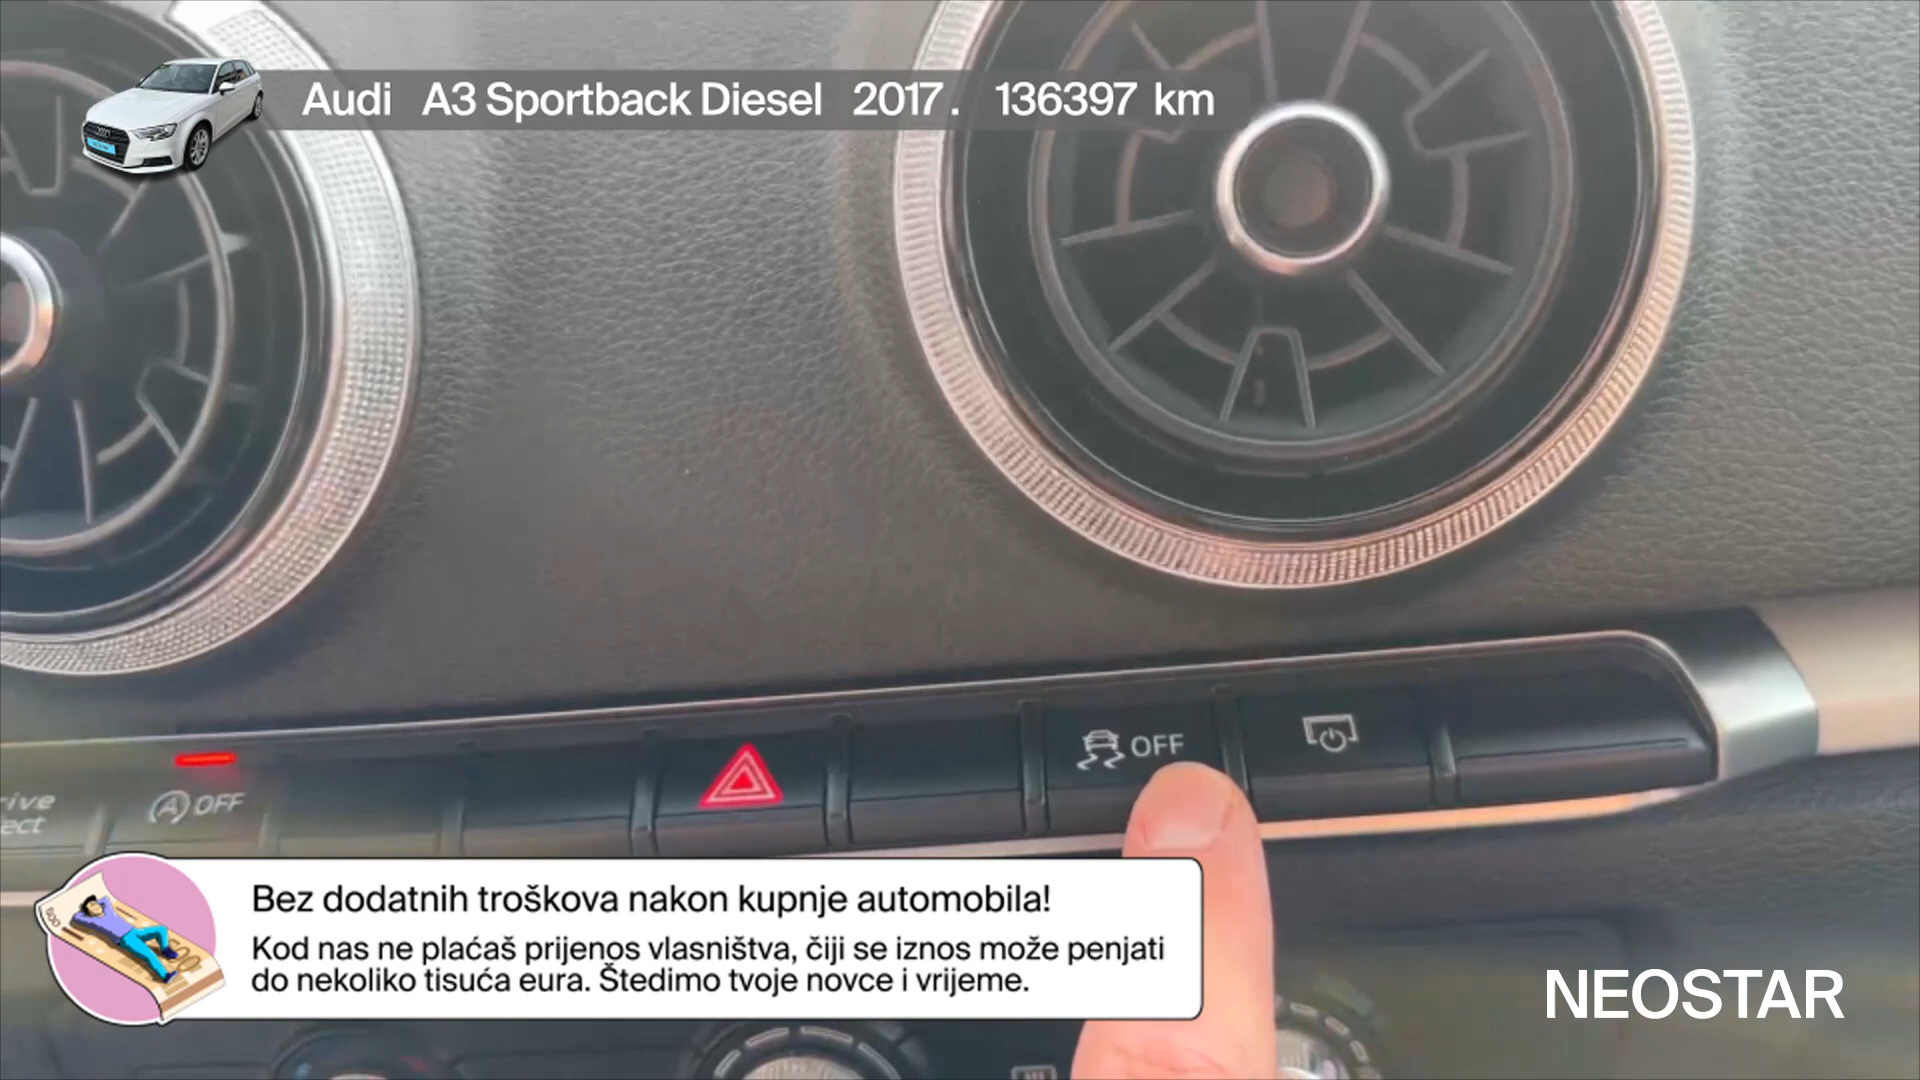 Audi A3 Sportback Diesel 2017. 136397 km
OFF
A OFF
Bez dodatnih troškova nakon kupnje automobila!
Kod nas ne plaćaš prijenos vlasništva, čiji se iznos može penjati
do nekoliko tisuća eura. Štedimo tvoje novce i vrijeme.
NEOSTAR